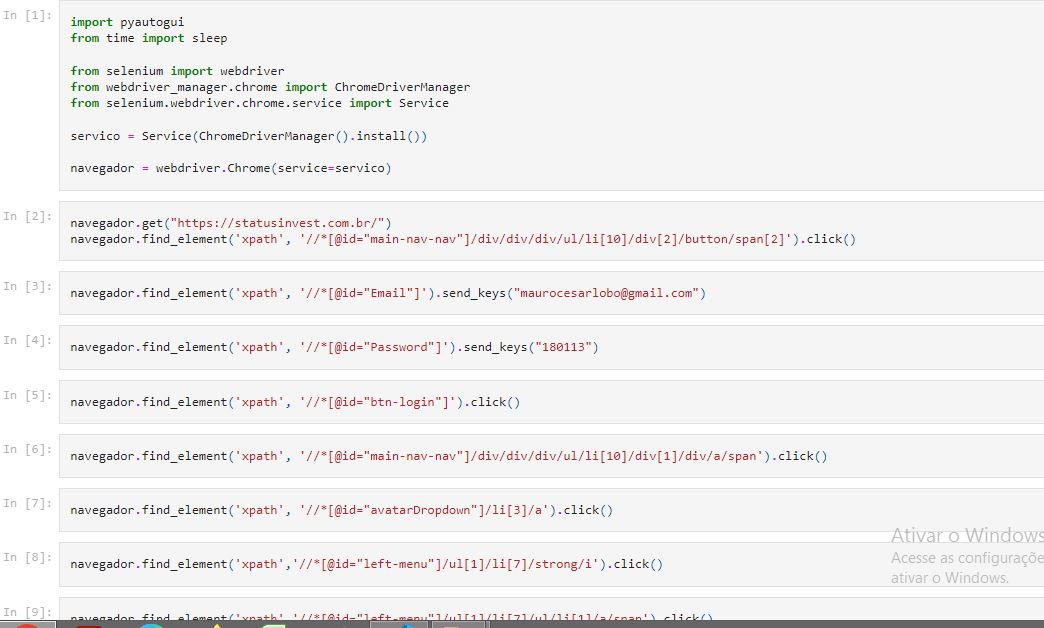 In [1]:
import pyautogui
from time import sleep
from selenium import webdriver
from webdriver_manager.chrome import ChromeDriverManager
from selenium.webdriver.chrome.service import Service
servico = Service(ChromeDriverManager().install())
navegador = webdriver.Chrome(service=servico)
In [2]:
navegador.get("https://statusinvest.com.br/")
navegador.find_element('xpath', '//*[@id="main-nav-nav"]/div/div/div/ul/li[10]/div[2]/button/span[2]').click()
In [3]:
navegador.find_element('xpath', '//*[@id="Email"]').send_keys("maurocesarlobo@gmail.com")
In [4]:
navegador.find_element('xpath', '//*[@id="Password"]').send_keys("180113")
In [5]:
navegador.find_element('xpath', '//*[@id="btn-login"]').click()
In [6]:
navegador.find_element('xpath', '//*[@id="main-nav-nav"]/div/div/div/ul/li[10]/div[1]/div/a/span').click()
In [7]:
navegador.find_element('xpath', '//*[@id="avatarDropdown"]/li[3]/a').click()
Ativar o Windows
Acesse as configuraçõe
ativar o Windows.
In [8]:
navegador.find_element('xpath','//*[@id="left-menu"]/ul[1]/li[7]/strong/i').click()
In [9]:
navegador.find_element('xpath', '//*[@id="left-menu"]/ul[1]/li[7]/ul/li[1]/a/span').click()